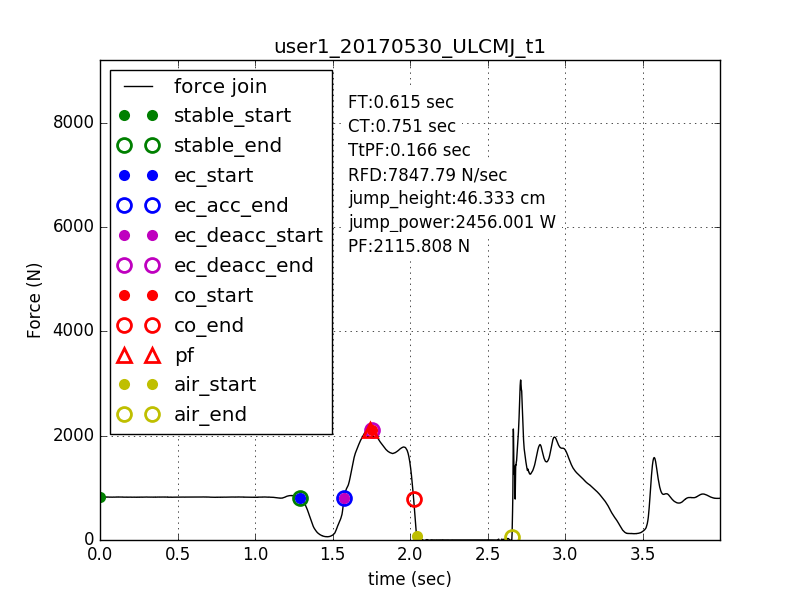 user1_20170530_ULCMJ_t1
force join
stable_start
stable_end
ec_start
ec_acc_end
ec_deacc_start
ec_deacc_end
co_start
co_end
pf
air_start
air_end
FT:0.615 sec
CT:0.751 sec
TtPF:0.166 sec
RFD:7847.79 N/sec
jump_height:46.333 cm
jump_power:2456.001 W
PF:2115.808 N
Force (N)
8000
6000
4000
2000
0
0.0 0.5 1.0 1.5 2.0 2.5 3.0 3.5
time (sec)